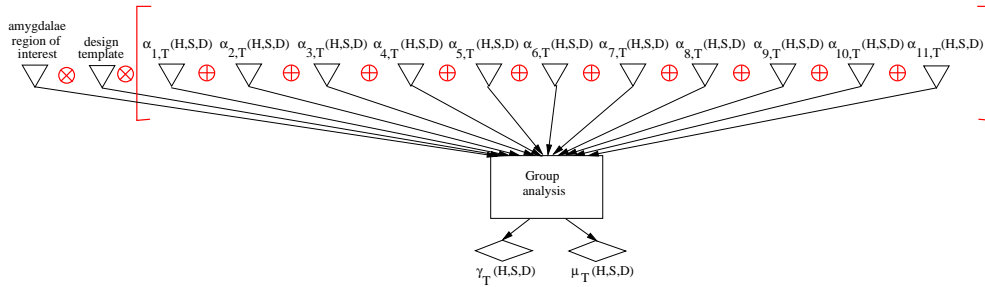 amygdalae
region of
interest
design
template
α1,T(H,S,D)
α2,T(H,S,D)
α3,T(H,S,D)
α4,T(H,S,D)
α5,T(H,S,D)
α6,T(H,S,D)
α7,T(H,S,D)
α8,T(H,S,D)
α9,T(H,S,D)
α10,T(H,S,D)
α11,T(H,S,D)
Group
analysis
γT(H,S,D)
μT(H,S,D)